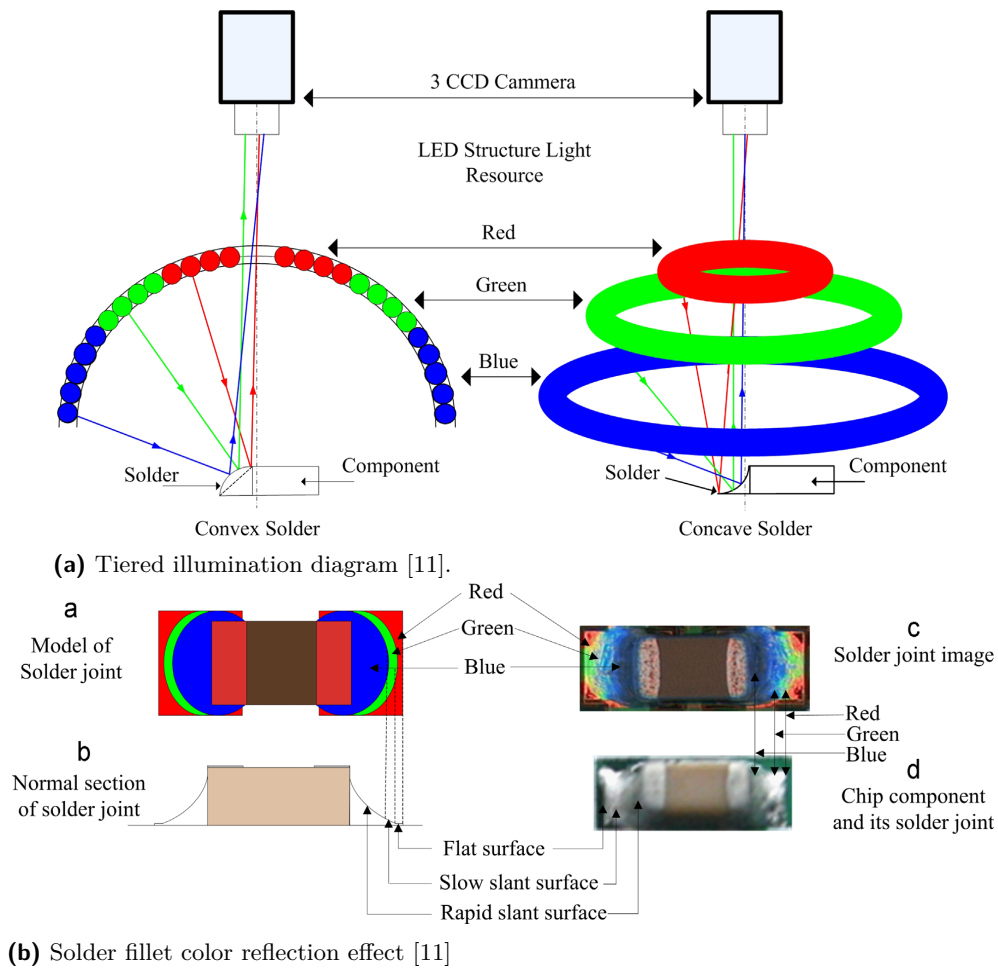 3 CCD Cammera
LED Structure Light
Resource
Red
Green
Blue
Solder
Component
Convex Solder
Solder
Component
Concave Solder
(a) Tiered illumination diagram [11].
a
Model of
Solder joint
Red
Green
Blue
c
Solder joint image
b
Normal section
of solder joint
Red
Green
Blue
d
Chip component
and its solder joint
Flat surface
Slow slant surface
Rapid slant surface
(b) Solder fillet color reflection effect [11]